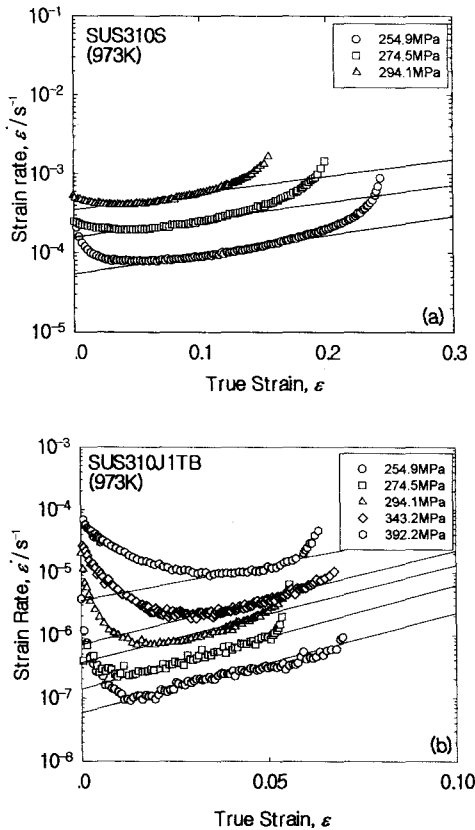 SUS310S
(973K)
254.9MPa
274.5MPa
294.1MPa
10⁻¹
10⁻²
10⁻³
10⁻⁴
10⁻⁵
Strain rate, ε̇/s⁻¹
.0
0.1
0.2
0.3
(a)
True Strain, ε
SUS310J1TB
(973K)
254.9MPa
274.5MPa
294.1MPa
343.2MPa
392.2MPa
10⁻³
10⁻⁴
10⁻⁵
10⁻⁶
10⁻⁷
10⁻⁸
Strain Rate, ε̇/s⁻¹
.0
0.05
0.10
(b)
True Strain, ε